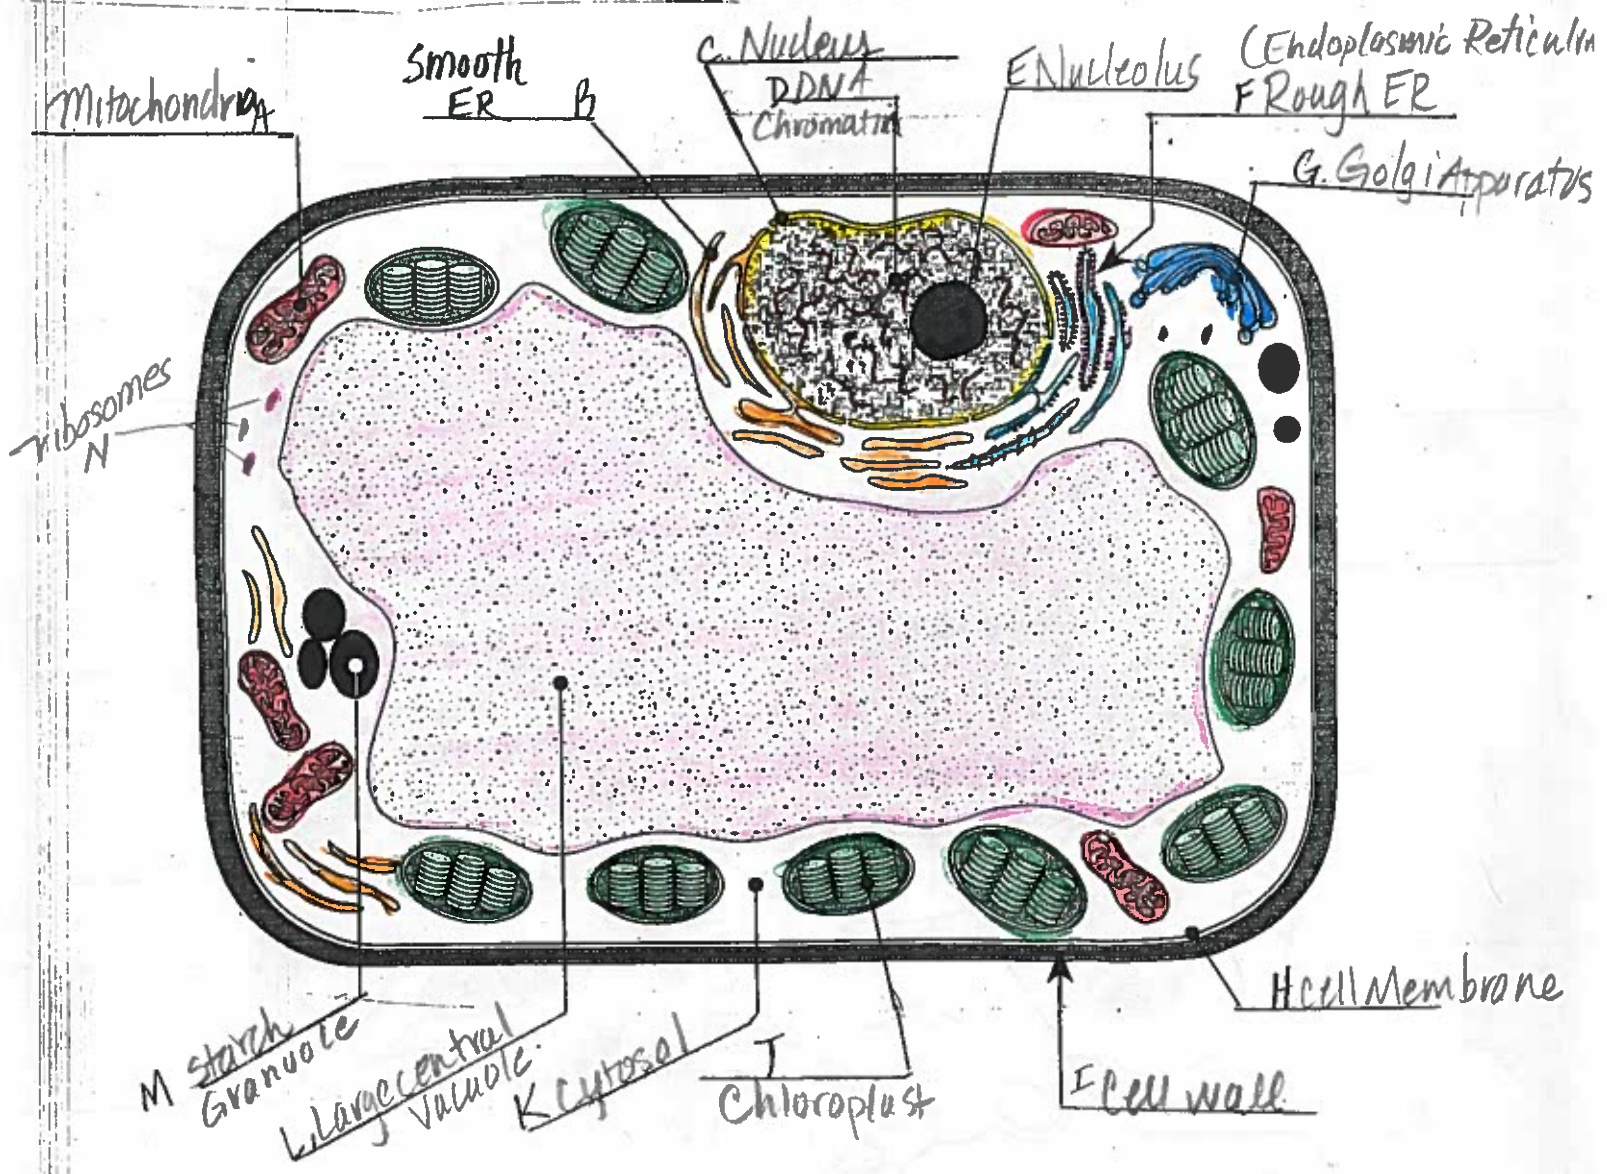 Mitochondria A
Smooth
ER B
C. Nucleus
D DNA
Chromatin
E Nucleolus
(Endoplasmic Reticulum
F Rough ER
G. Golgi Apparatus
ribosomes
N
M Starch
Granuole
L. Large central
Vacuole.
K Cytosol
J
Chloroplast
I Cell wall.
H cell Membrane